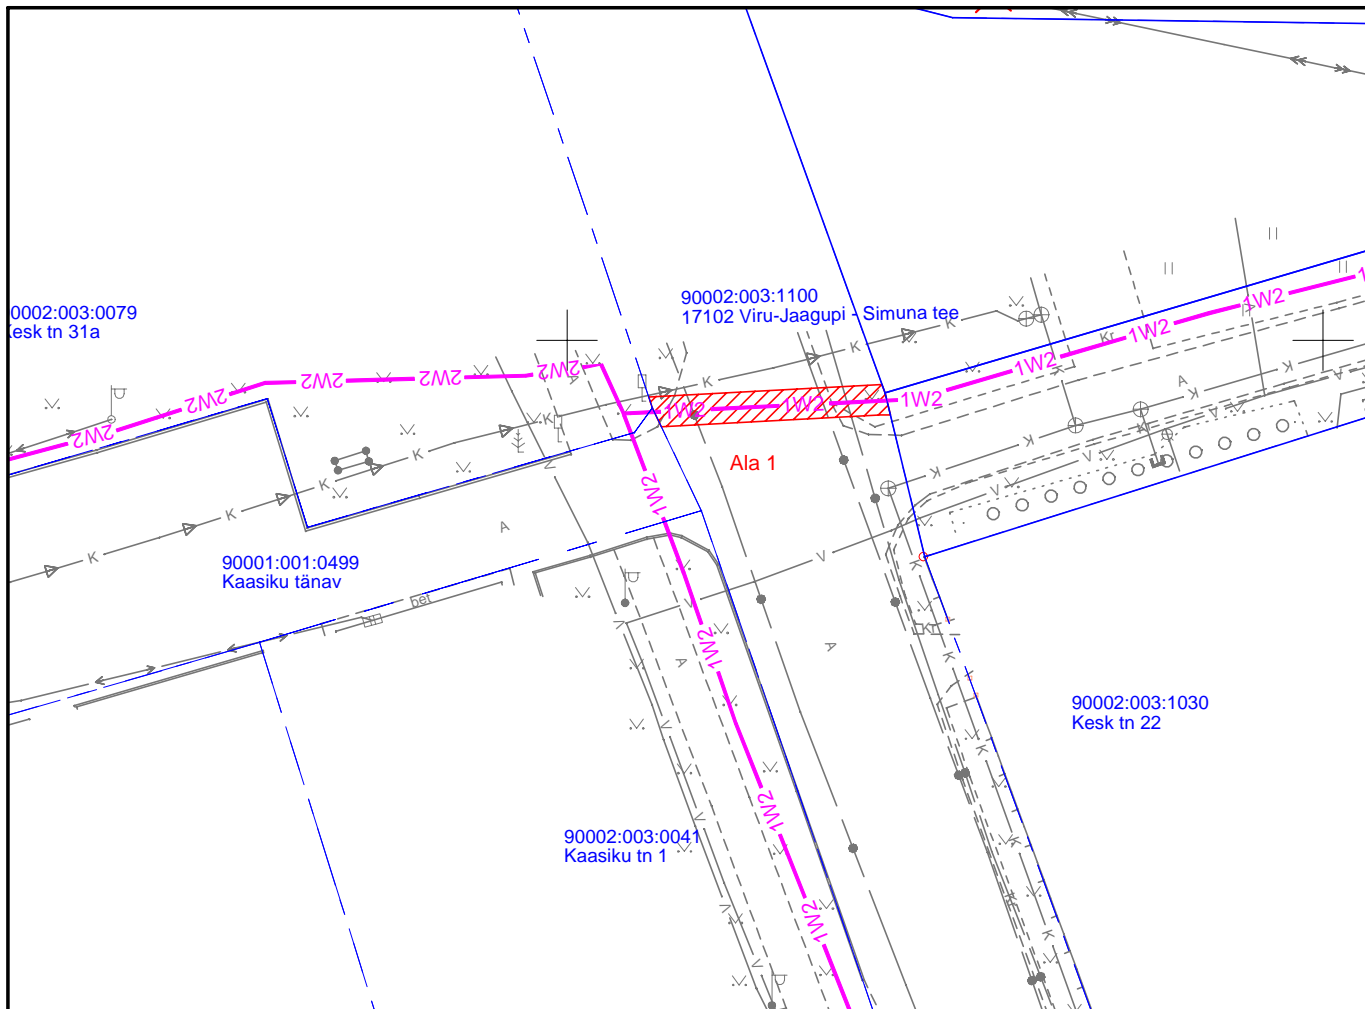 90002:003:1100
17102 Viru-Jaagupi - Simuna tee
0002:003:0079
Kesk tn 31a
2W2
2W2
2W2
2W2
2W2
1W2
1W2
1W2
1W2
1W2
1W2
1W2
1
Ala 1
1W2
1W2
1W2
1W2
90001:001:0499
Kaasiku tänav
bet
90002:003:1030
Kesk tn 22
90002:003:0041
Kaasiku tn 1
K
K
K
K
K
K
K
K
K
K
Kr
A
A
A
A
V
V
V
V